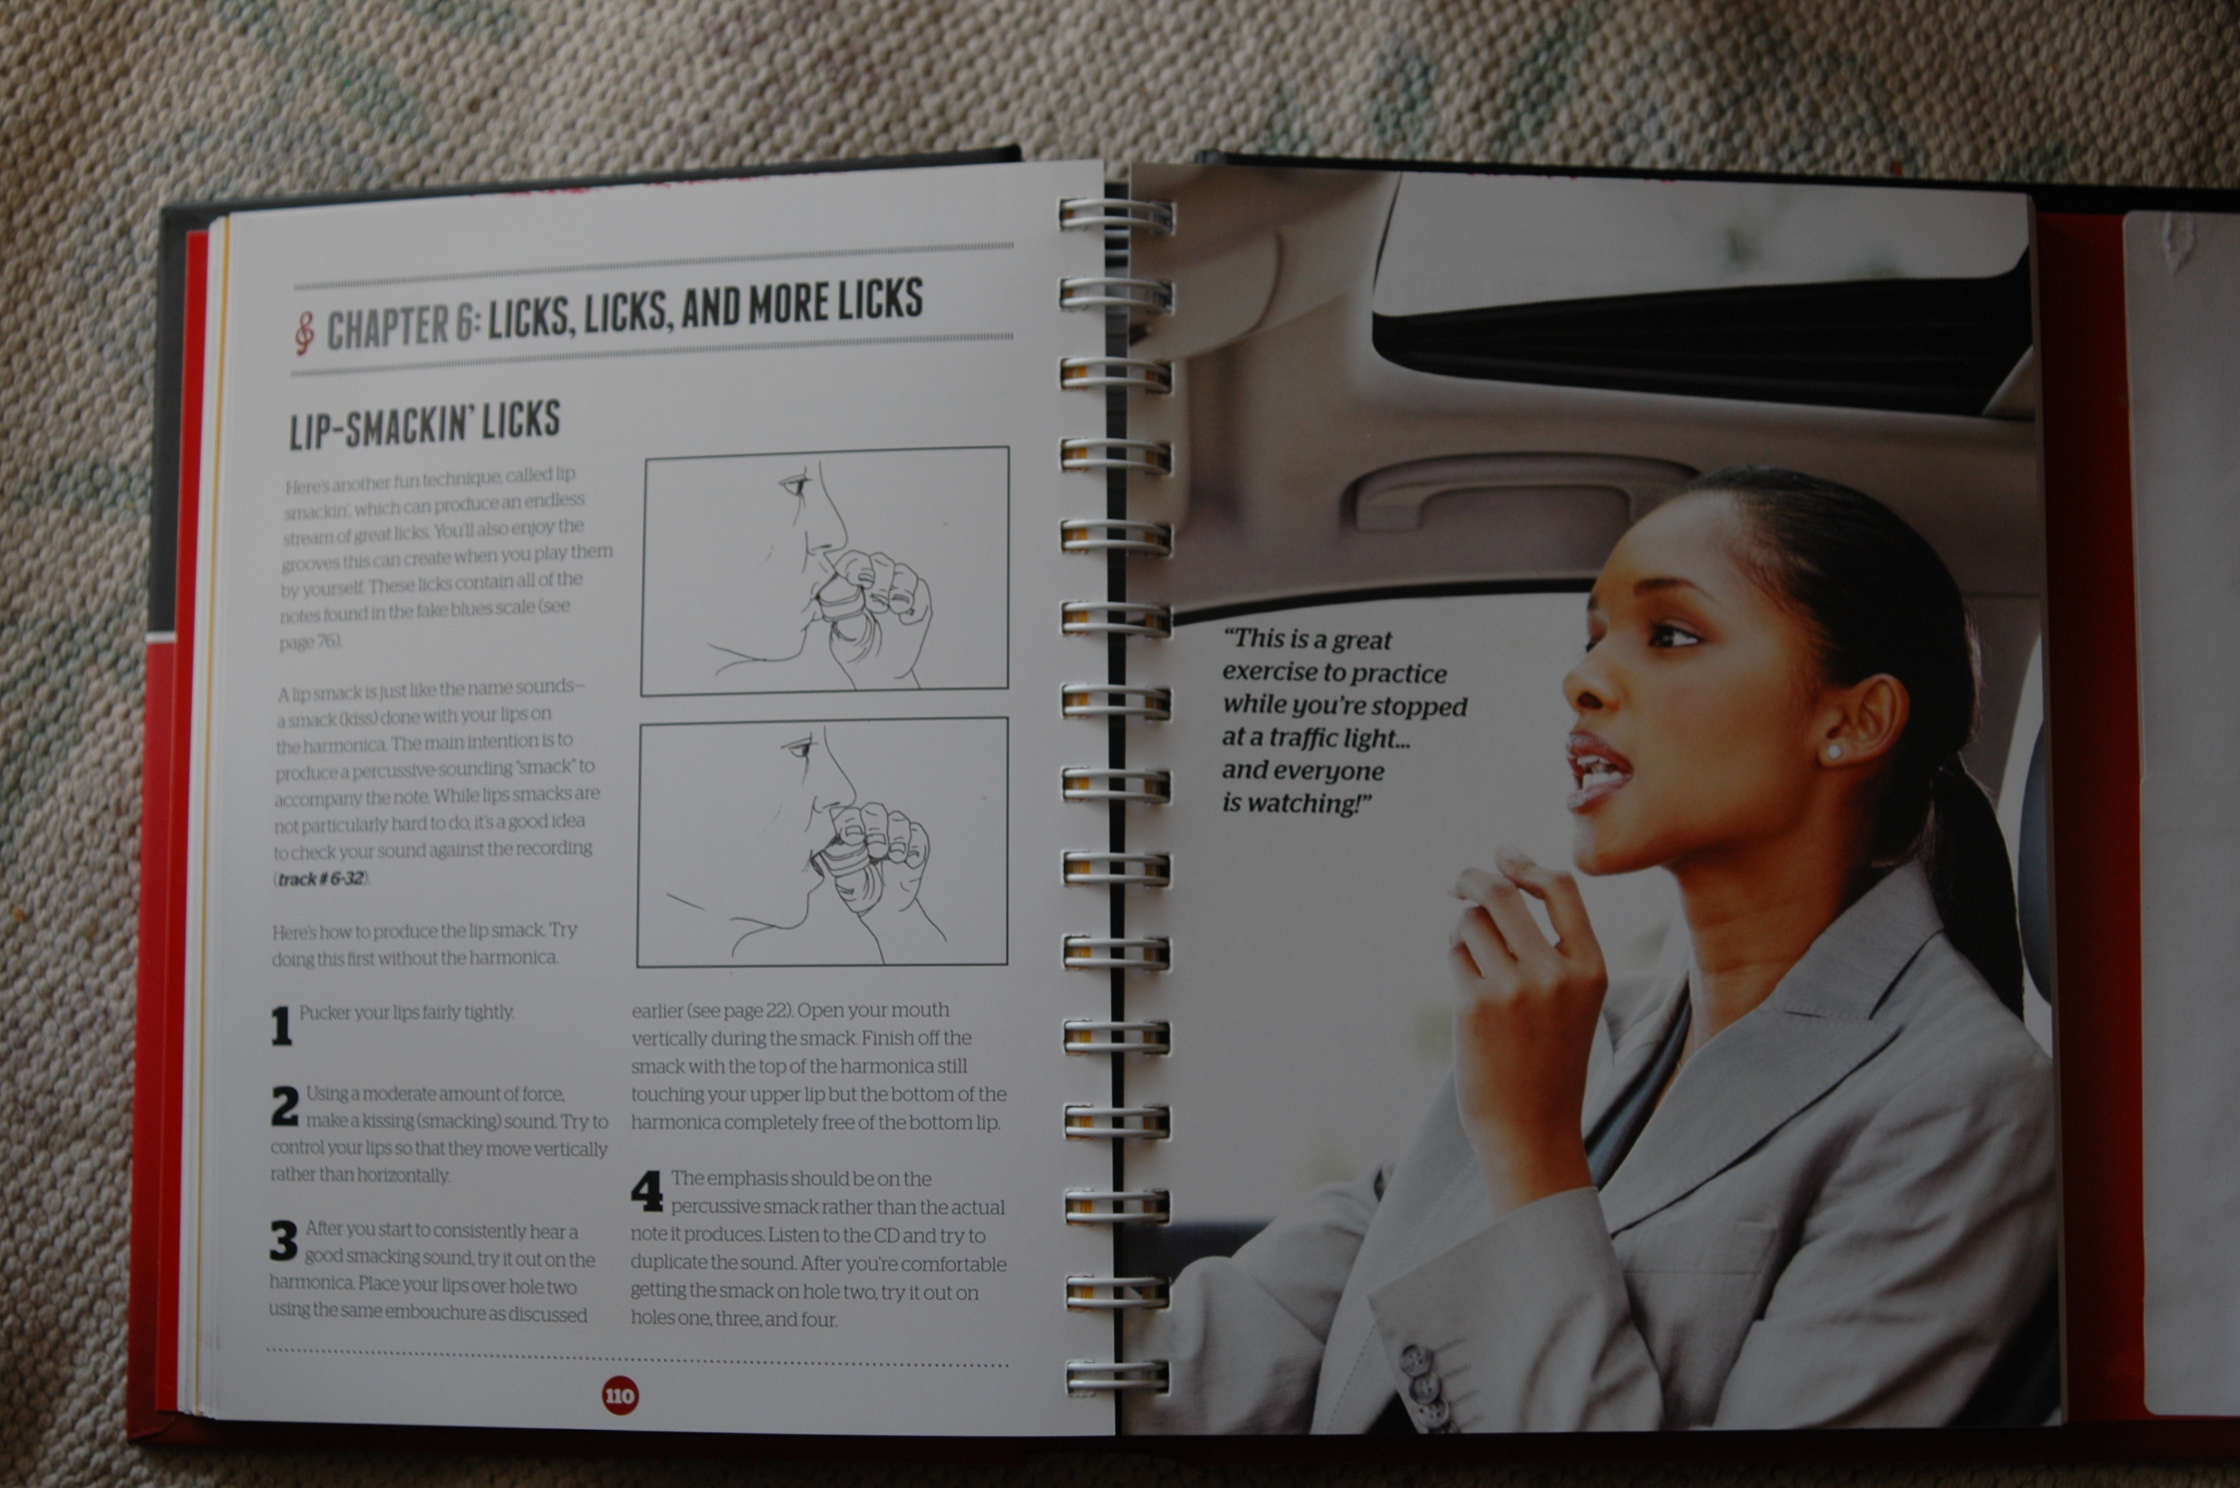 CHAPTER 6: LICKS, LICKS, AND MORE LICKS
LIP-SMACKIN' LICKS
Here's another fun technique, called lip
smackin', which can produce an endless
stream of great licks. You'll also enjoy the
grooves this can create when you play them
by yourself. These licks contain all of the
notes found in the fake blues scale (see
page 76).
A lip smack is just like the name sounds—
a smack (kiss) done with your lips on
the harmonica. The main intention is to
produce a percussive-sounding "smack" to
accompany the note. While lips smacks are
not particularly hard to do, it's a good idea
to check your sound against the recording
(track # 6-32).
Here's how to produce the lip smack. Try
doing this first without the harmonica.
1 Pucker your lips fairly tightly.
2 Using a moderate amount of force,
make a kissing (smacking) sound. Try to
control your lips so that they move vertically
rather than horizontally.
3 After you start to consistently hear a
good smacking sound, try it out on the
harmonica. Place your lips over hole two
using the same embouchure as discussed
earlier (see page 22). Open your mouth
vertically during the smack. Finish off the
smack with the top of the harmonica still
touching your upper lip but the bottom of the
harmonica completely free of the bottom lip.
4 The emphasis should be on the
percussive smack rather than the actual
note it produces. Listen to the CD and try to
duplicate the sound. After you're comfortable
getting the smack on hole two, try it out on
holes one, three, and four.
110
"This is a great
exercise to practice
while you're stopped
at a traffic light...
and everyone
is watching!"